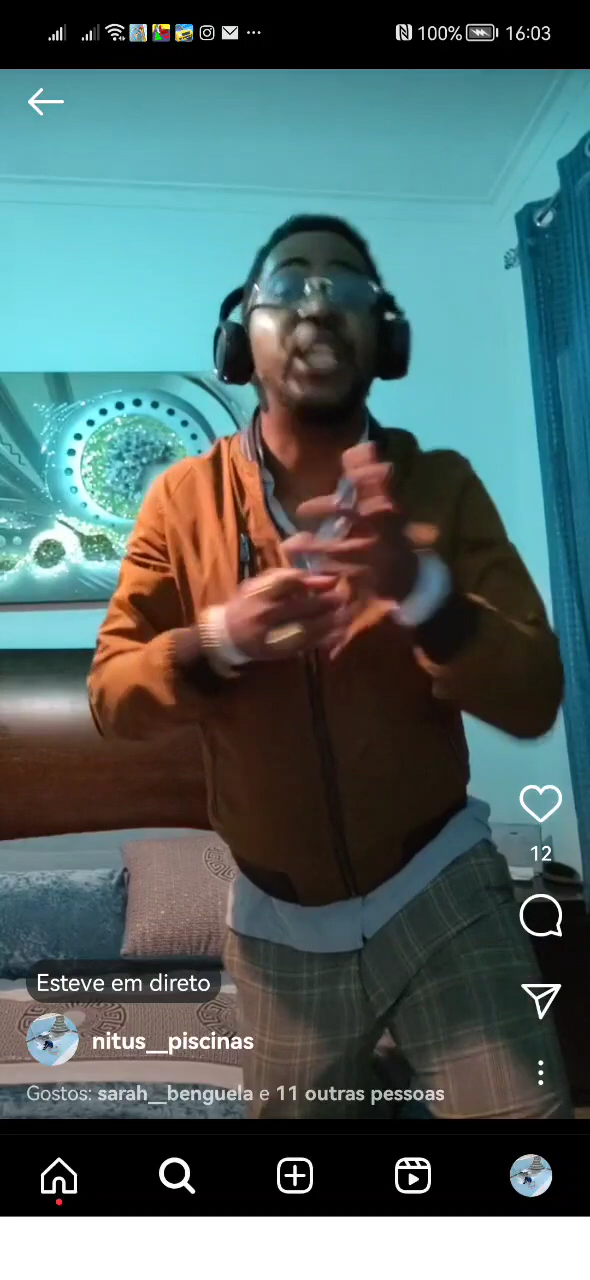 100% 16:03
12
Esteve em direto
nitus__piscinas
Gostos: sarah__benguela e 11 outras pessoas